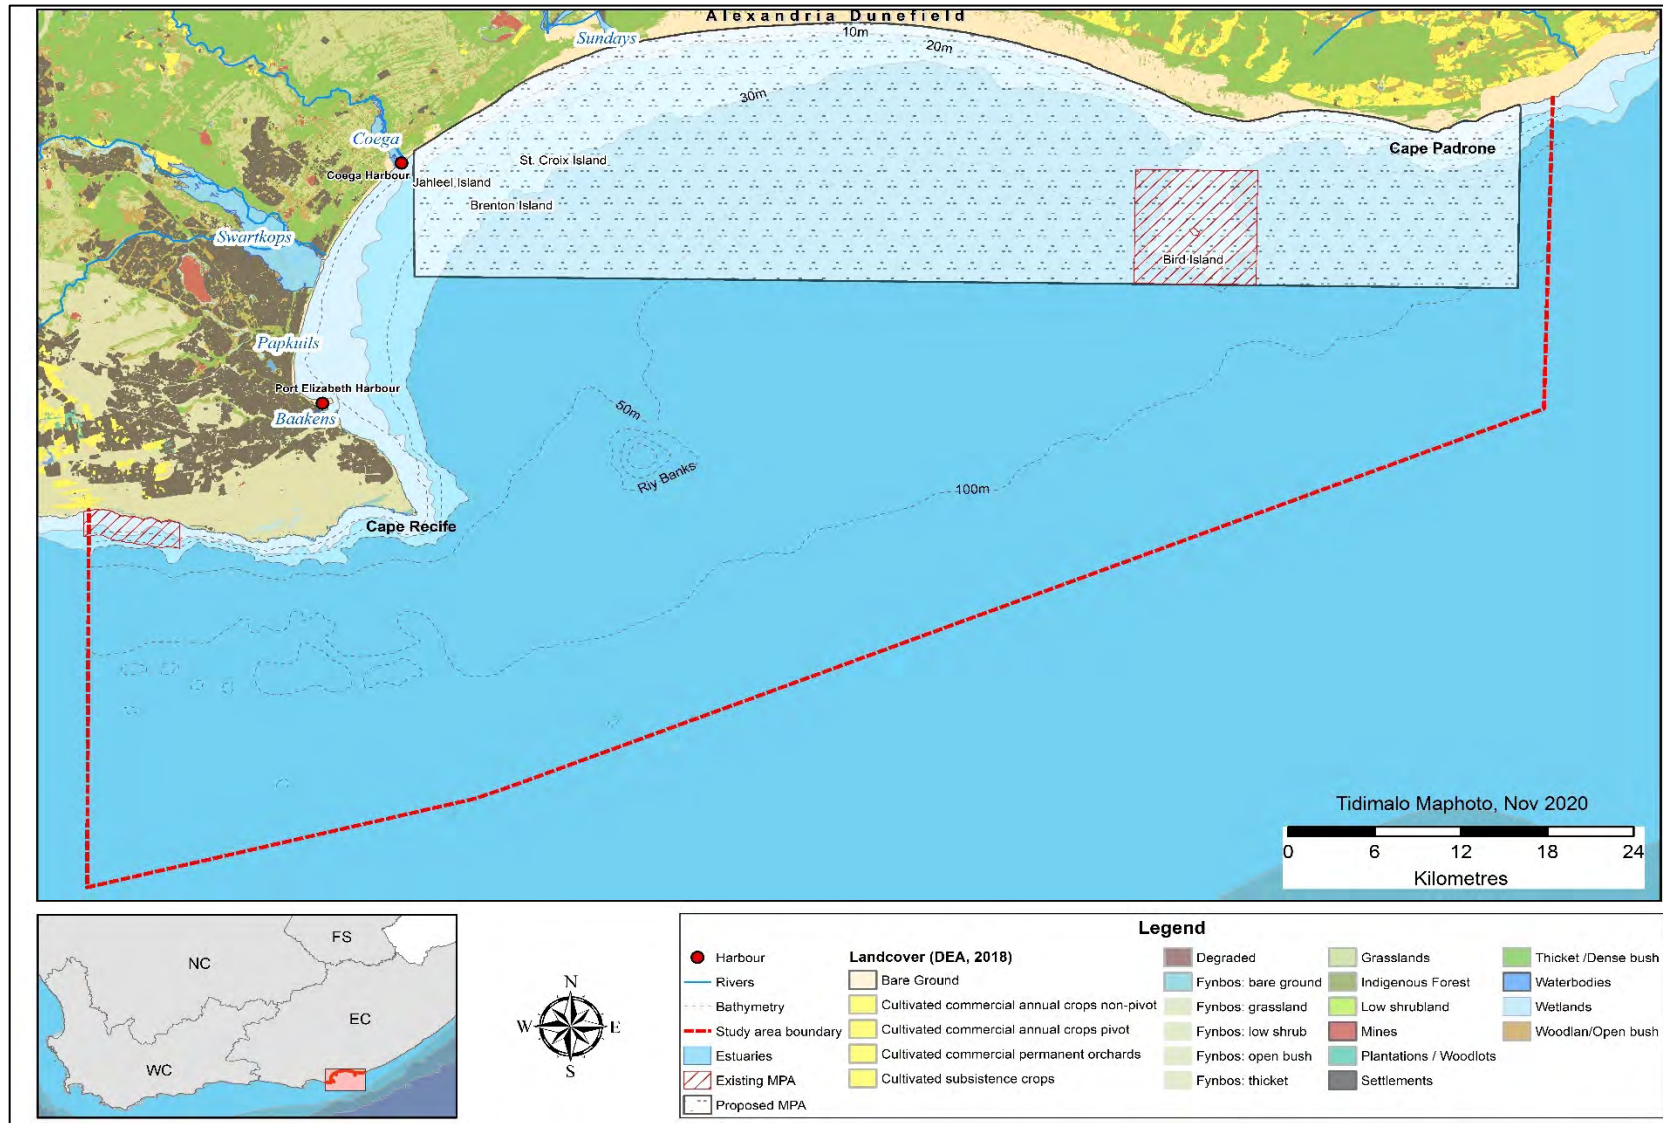 Alexandria Dunefield
Sundays
10m
20m
30m
Coega
Coega Harbour
St. Croix Island
Jahleel Island
Brenton Island
Cape Padrone
Swartkops
Bird Island
Papkuils
Port Elizabeth Harbour
Baakens
50m
Riy Banks
100m
Cape Recife
Tidimalo Maphoto, Nov 2020
0 6 12 18 24
Kilometres
NC
FS
EC
WC
N
W E
S
Legend
Harbour
Rivers
Bathymetry
Study area boundary
Estuaries
Existing MPA
Proposed MPA
Landcover (DEA, 2018)
Bare Ground
Cultivated commercial annual crops non-pivot
Cultivated commercial annual crops pivot
Cultivated commercial permanent orchards
Cultivated subsistence crops
Degraded
Fynbos: bare ground
Fynbos: grassland
Fynbos: low shrub
Fynbos: open bush
Fynbos: thicket
Grasslands
Indigenous Forest
Low shrubland
Mines
Plantations / Woodlots
Settlements
Thicket /Dense bush
Waterbodies
Wetlands
Woodlan/Open bush